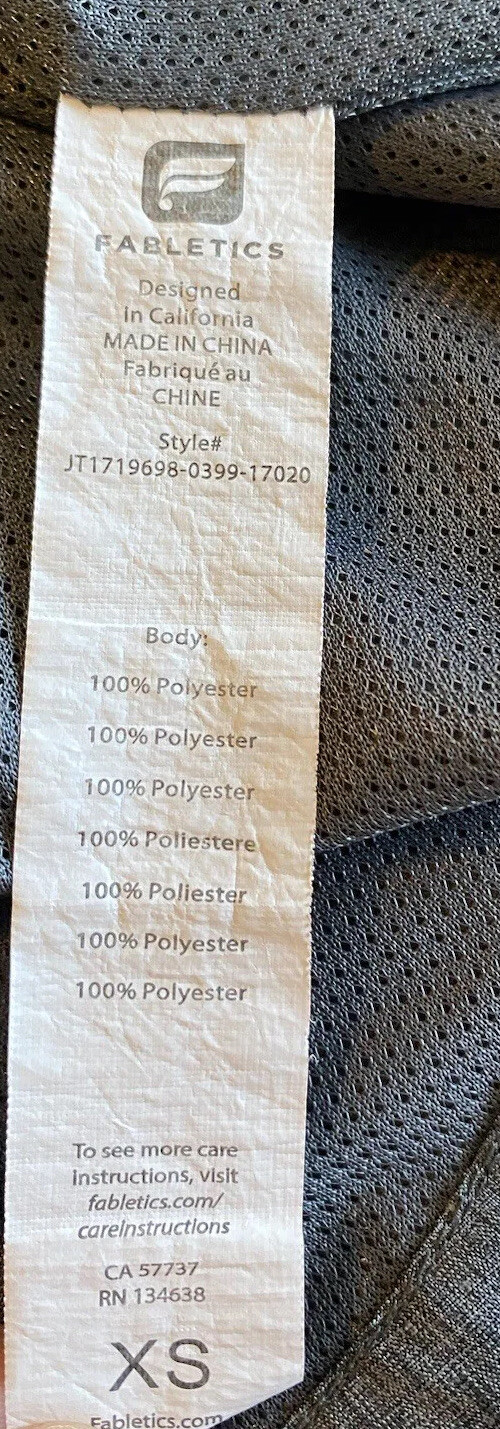 FABLETICS
Designed
in California
MADE IN CHINA
Fabriqué au
CHINE
Style#
JT1719698-0399-17020
Body:
100% Polyester
100% Polyester
100% Polyester
100% Poliestere
100% Poliester
100% Polyester
100% Polyester
To see more care
instructions, visit
fabletics.com/
careinstructions
CA 57737
RN 134638
XS
Fabletics.com